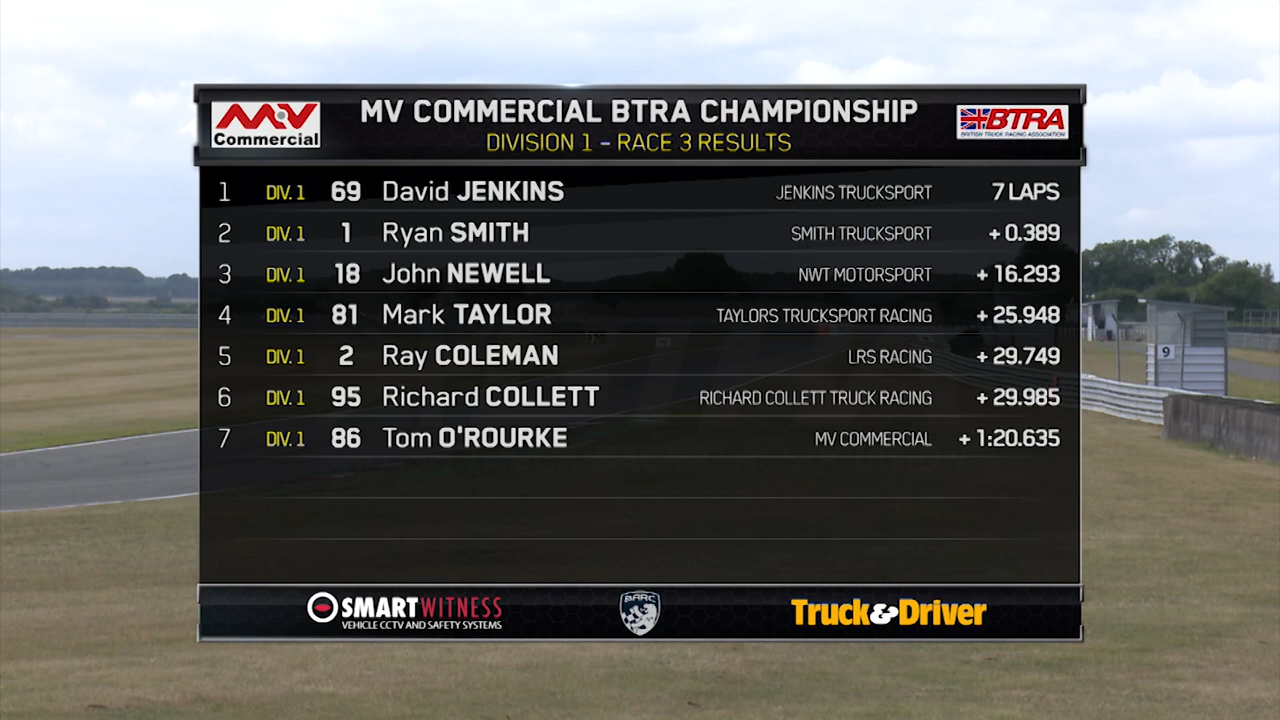 MV Commercial
MV COMMERCIAL BTRA CHAMPIONSHIP
DIVISION 1 - RACE 3 RESULTS
BTRA
BRITISH TRUCK RACING ASSOCIATION
1 DIV. 1 69 David JENKINS JENKINS TRUCKSPORT 7 LAPS
2 DIV. 1 1 Ryan SMITH SMITH TRUCKSPORT + 0.389
3 DIV. 1 18 John NEWELL NWT MOTORSPORT + 16.293
4 DIV. 1 81 Mark TAYLOR TAYLORS TRUCKSPORT RACING + 25.948
5 DIV. 1 2 Ray COLEMAN LRS RACING + 29.749
6 DIV. 1 95 Richard COLLETT RICHARD COLLETT TRUCK RACING + 29.985
7 DIV. 1 86 Tom O'ROURKE MV COMMERCIAL + 1:20.635
9
SMARTWITNESS
VEHICLE CCTV AND SAFETY SYSTEMS
BARC
Truck&Driver